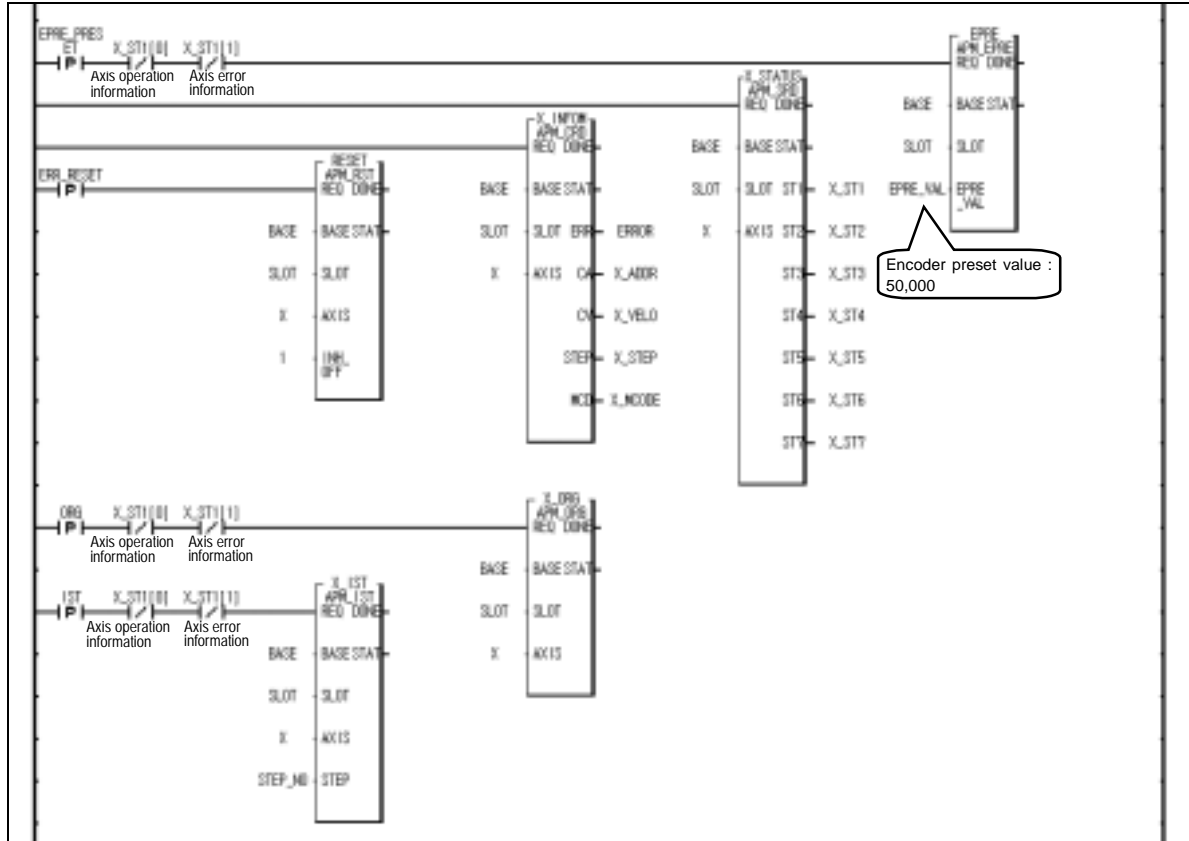 EPRE_PRES
ET X_ST1[0] X_ST1[1]
P
Axis operation information
Axis error information
EPRE
APM_EPRE
REQ DONE
BASE BASE STAT
SLOT SLOT
EPRE_VAL EPRE
_VAL
Encoder preset value :
50,000
X_STATUS
APM_SRD
REQ DONE
BASE BASE STAT
SLOT SLOT ST1 X_ST1
X AXIS ST2 X_ST2
ST3 X_ST3
ST4 X_ST4
ST5 X_ST5
ST6 X_ST6
ST7 X_ST7
APM_CRD
REQ DONE
BASE BASE STAT
SLOT SLOT ERR ERROR
X AXIS CA X_ADDR
CV X_VELO
STEP X_STEP
MCD X_MCODE
ERR_RESET
P
RESET
APM_RST
REQ DONE
BASE BASE STAT
SLOT SLOT
X AXIS
1 INH_
OFF
ORG X_ST1[0] X_ST1[1]
P
Axis operation information
Axis error information
X_ORG
APM_ORG
REQ DONE
BASE BASE STAT
SLOT SLOT
X AXIS
IST X_ST1[0] X_ST1[1]
P
Axis operation information
Axis error information
X_IST
APM_IST
REQ DONE
BASE BASE STAT
SLOT SLOT
X AXIS
STEP_NO STEP